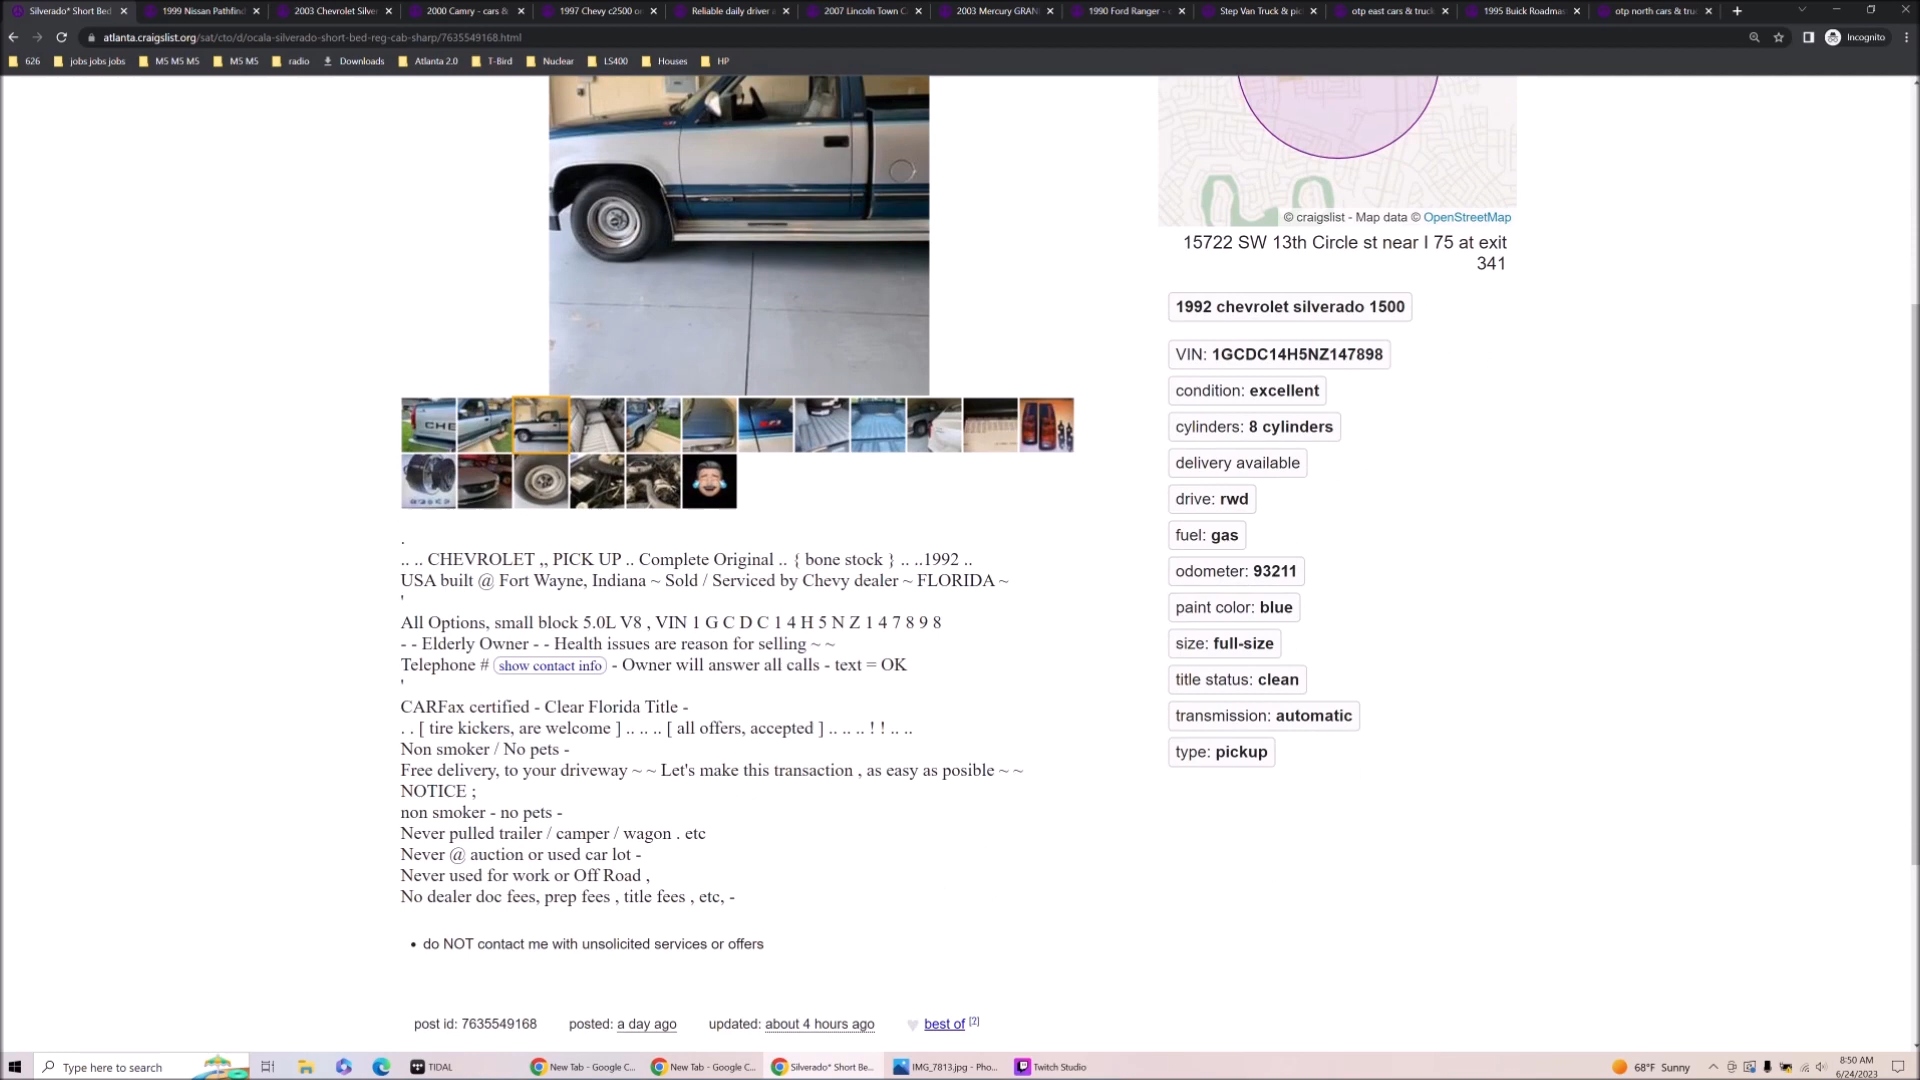 Silverado* Short Bed
1999 Nissan Pathfin
2003 Chevrolet Silver
2000 Camry - cars &
1997 Chevy c2500 o
Reliable daily driver
2007 Lincoln Town C
2003 Mercury GRAN
1990 Ford Ranger -
Step Van Truck & pi
otp east cars & truck
1995 Buick Roadma
otp north cars & tru
atlanta.craigslist.org/sat/cto/d/ocala-silverado-short-bed-reg-cab-sharp/7635549168.html
Incognito
626
jobs jobs jobs
M5 M5 M5
M5 M5
radio
Downloads
Atlanta 2.0
T-Bird
Nuclear
LS400
Houses
HP
© craigslist - Map data © OpenStreetMap
15722 SW 13th Circle st near I 75 at exit
341
1992 chevrolet silverado 1500
VIN: 1GCDC14H5NZ147898
condition: excellent
cylinders: 8 cylinders
delivery available
drive: rwd
fuel: gas
odometer: 93211
paint color: blue
size: full-size
title status: clean
transmission: automatic
type: pickup
CHE
.
.. .. CHEVROLET ,, PICK UP .. Complete Original .. { bone stock } .. ..1992 ..
USA built @ Fort Wayne, Indiana ~ Sold / Serviced by Chevy dealer ~ FLORIDA ~
'
All Options, small block 5.0L V8 , VIN 1 G C D C 1 4 H 5 N Z 1 4 7 8 9 8
- - Elderly Owner - - Health issues are reason for selling ~ ~
Telephone # show contact info - Owner will answer all calls - text = OK
'
CARFax certified - Clear Florida Title -
. . [ tire kickers, are welcome ] .. .. .. [ all offers, accepted ] .. .. .. ! ! .. ..
Non smoker / No pets -
Free delivery, to your driveway ~ ~ Let's make this transaction , as easy as posible ~ ~
NOTICE ;
non smoker - no pets -
Never pulled trailer / camper / wagon . etc
Never @ auction or used car lot -
Never used for work or Off Road ,
No dealer doc fees, prep fees , title fees , etc, -
• do NOT contact me with unsolicited services or offers
post id: 7635549168
posted: a day ago
updated: about 4 hours ago
best of [?]
Type here to search
TIDAL
New Tab - Google C...
New Tab - Google C...
Silverado* Short Be...
IMG_7813.jpg - Pho...
Twitch Studio
68°F Sunny
8:50 AM
6/24/2023